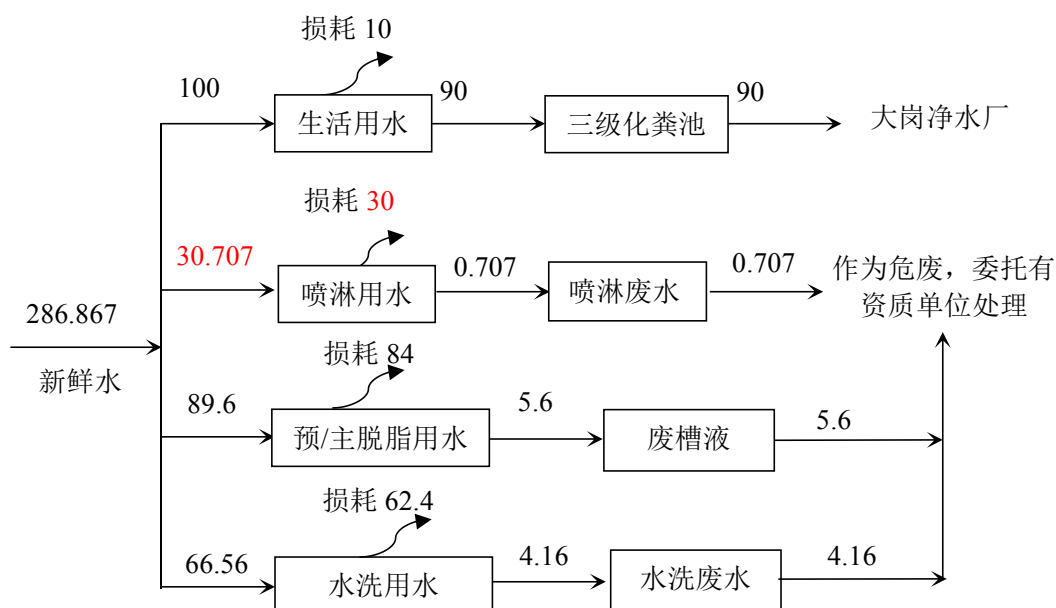 损耗 10
100
生活用水
90
三级化粪池
90
大岗净水厂
损耗 30
30.707
喷淋用水
0.707
喷淋废水
0.707
作为危废，委托有
资质单位处理
286.867
新鲜水
损耗 84
89.6
预/主脱脂用水
5.6
废槽液
5.6
损耗 62.4
66.56
水洗用水
4.16
水洗废水
4.16